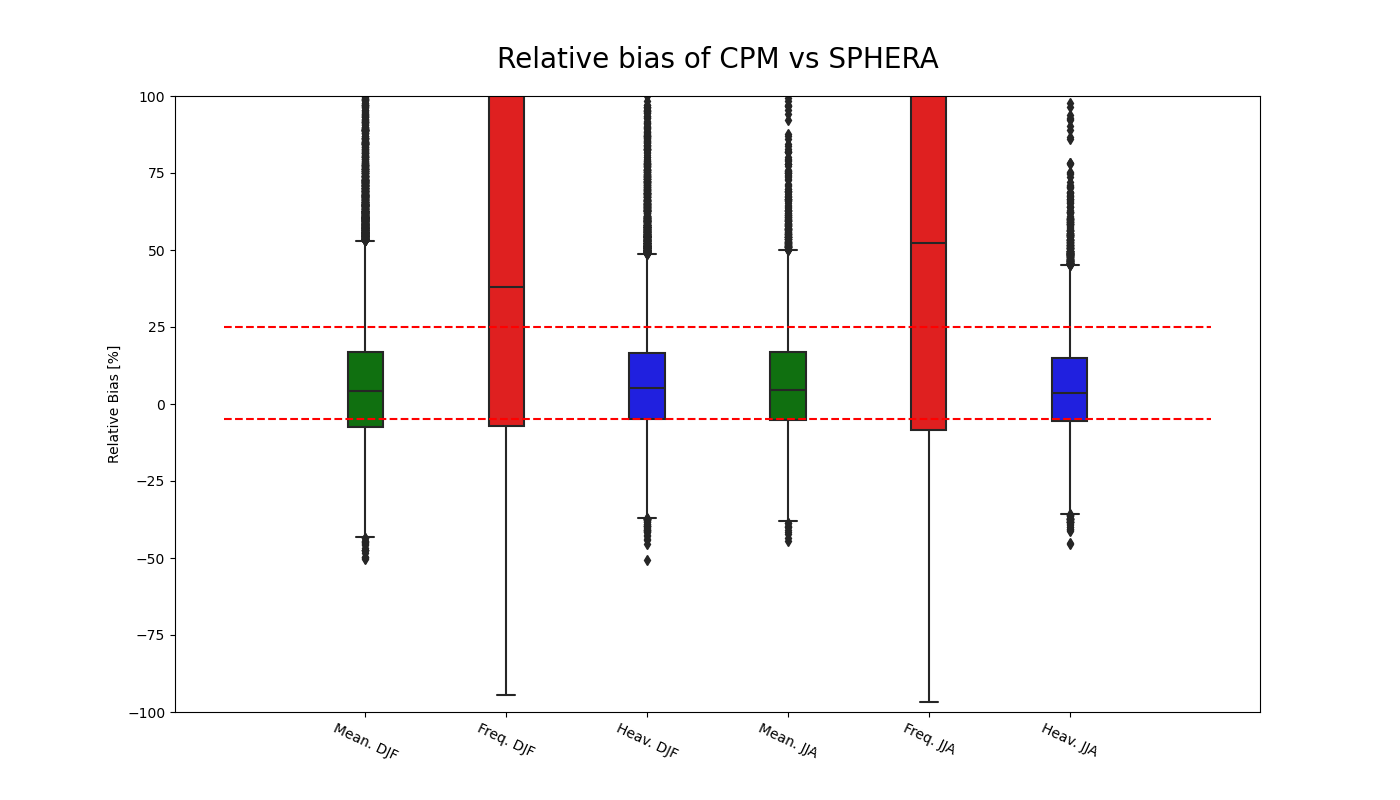 Relative bias of CPM vs SPHERA
100
75
50
25
0
−25
−50
−75
−100
Relative Bias [%]
Mean. DJF
Freq. DJF
Heav. DJF
Mean. JJA
Freq. JJA
Heav. JJA